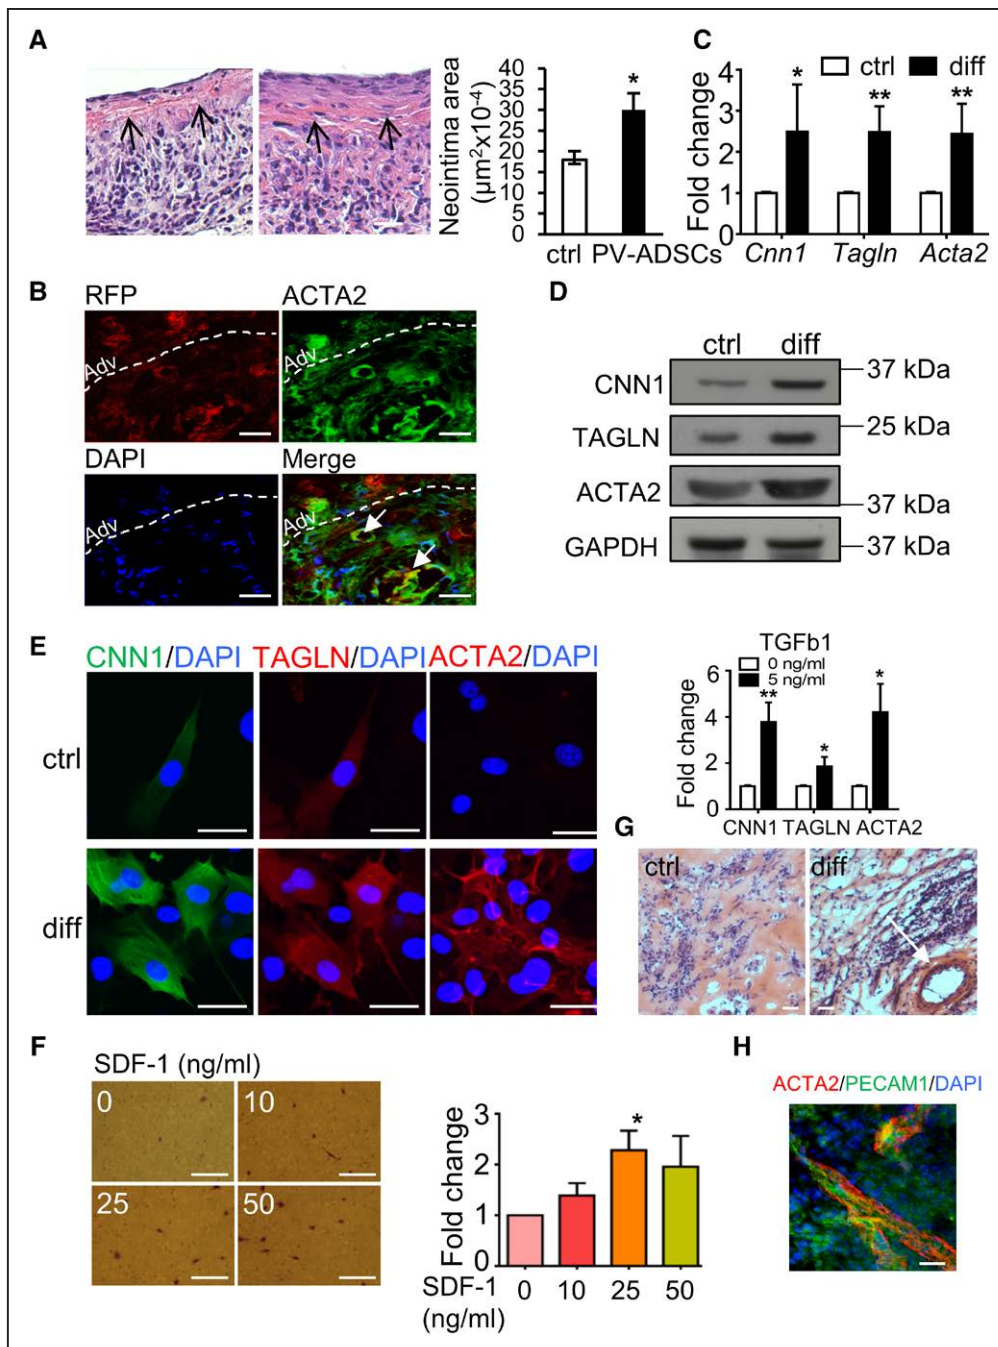 A
Neointima area
(μm²x10⁻⁴)
40
35
30
25
20
15
10
5
0
*
ctrl PV-ADSCs
C
ctrl diff
Fold change
4
3
2
1
0
* ** **
Cnn1 Tagln Acta2
B
RFP ACTA2
Adv
DAPI Merge
Adv Adv
D
ctrl diff
CNN1 37 kDa
TAGLN 25 kDa
ACTA2 37 kDa
GAPDH 37 kDa
E
CNN1/DAPI TAGLN/DAPI ACTA2/DAPI
ctrl
diff
TGFb1
0 ng/ml
5 ng/ml
Fold change
6
4
2
0
** * *
CNN1 TAGLN ACTA2
G
ctrl diff
F
SDF-1 (ng/ml)
0 10
25 50
Fold change
3
2
1
0
*
SDF-1 0 10 25 50
(ng/ml)
H
ACTA2/PECAM1/DAPI